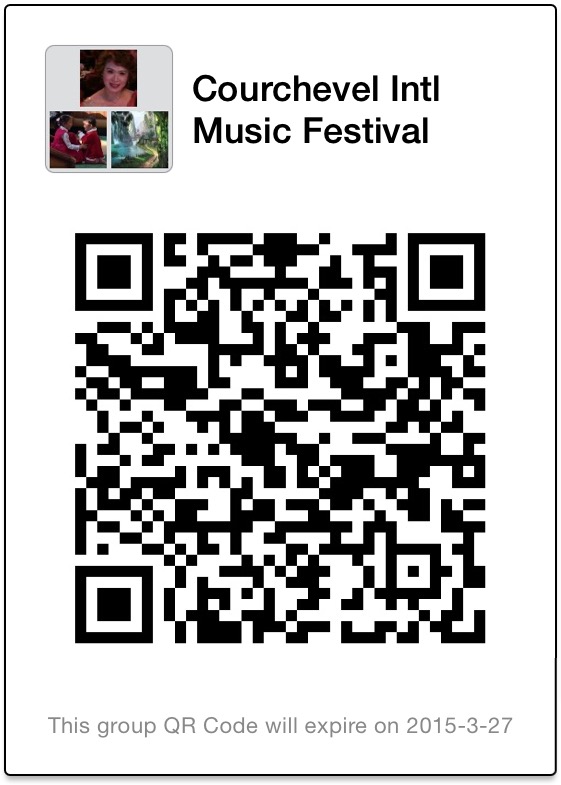 Courchevel Intl
Music Festival
This group QR Code will expire on 2015-3-27